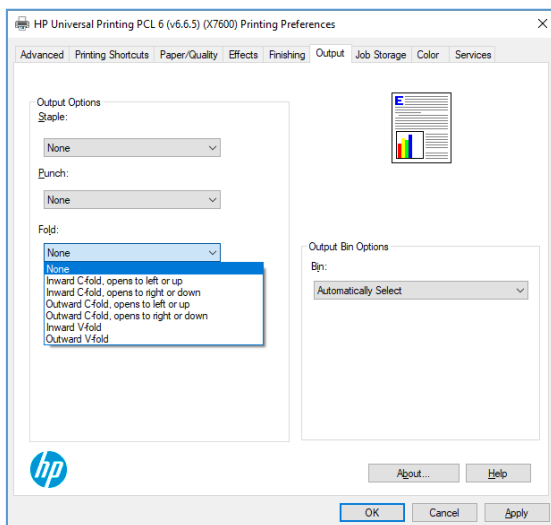 HP Universal Printing PCL 6 (v6.6.5) (X7600) Printing Preferences
Advanced Printing Shortcuts Paper/Quality Effects Finishing Output Job Storage Color Services
Output Options
Staple:
None
Punch:
None
Fold:
None
None
Inward C-fold, opens to left or up
Inward C-fold, opens to right or down
Outward C-fold, opens to left or up
Outward C-fold, opens to right or down
Inward V-fold
Outward V-fold
E
Output Bin Options
Bin:
Automatically Select
hp
About... Help
OK Cancel Apply